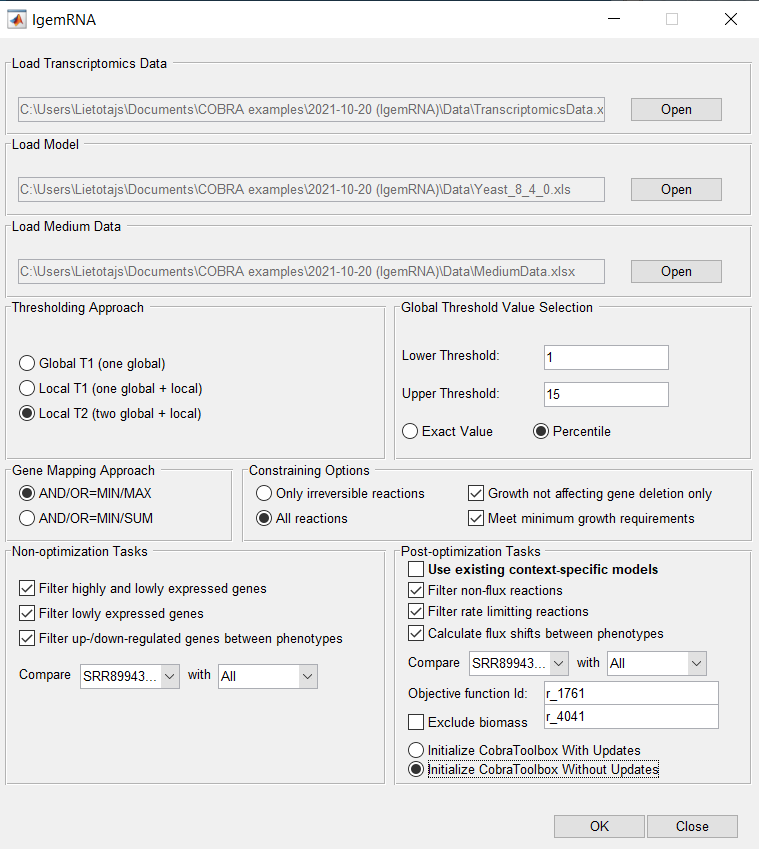 IgemRNA
Load Transcriptomics Data
C:\Users\Lietotajs\Documents\COBRA examples\2021-10-20 (IgemRNA)\Data\TranscriptomicsData.x
Open
Load Model
C:\Users\Lietotajs\Documents\COBRA examples\2021-10-20 (IgemRNA)\Data\Yeast_8_4_0.xls
Open
Load Medium Data
C:\Users\Lietotajs\Documents\COBRA examples\2021-10-20 (IgemRNA)\Data\MediumData.xlsx
Open
Thresholding Approach
Global T1 (one global)
Local T1 (one global + local)
Local T2 (two global + local)
Global Threshold Value Selection
Lower Threshold: 1
Upper Threshold: 15
Exact Value Percentile
Gene Mapping Approach
AND/OR=MIN/MAX
AND/OR=MIN/SUM
Constraining Options
Only irreversible reactions Growth not affecting gene deletion only
All reactions Meet minimum growth requirements
Non-optimization Tasks
Filter highly and lowly expressed genes
Filter lowly expressed genes
Filter up-/down-regulated genes between phenotypes
Compare SRR89943... with All
Post-optimization Tasks
Use existing context-specific models
Filter non-flux reactions
Filter rate limitting reactions
Calculate flux shifts between phenotypes
Compare SRR89943... with All
Objective function Id: r_1761
Exclude biomass r_4041
Initialize CobraToolbox With Updates
Initialize CobraToolbox Without Updates
OK Close